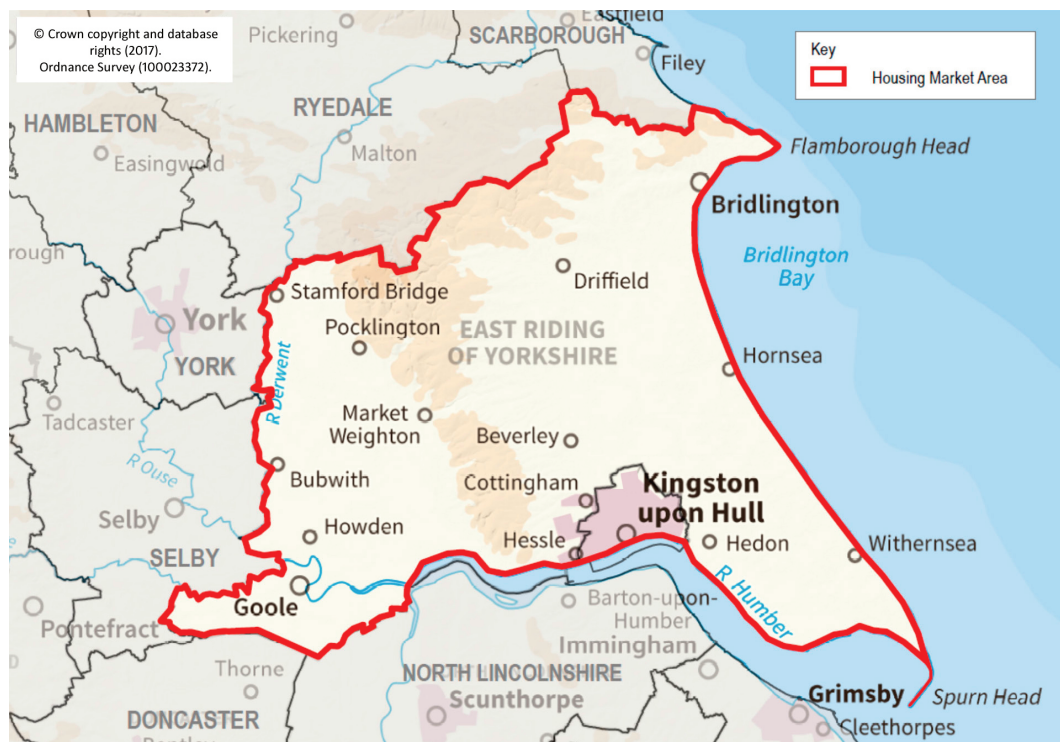 © Crown copyright and database
rights (2017).
Ordnance Survey (100023372).
Pickering
Eastfield
SCARBOROUGH
Filey
Key
Housing Market Area
RYEDALE
HAMBLETON
Malton
Easingwold
Flamborough Head
Bridlington
rough
Bridlington
Bay
Driffield
Stamford Bridge
York
Pocklington
EAST RIDING
OF YORKSHIRE
YORK
R Derwent
Hornsea
Tadcaster
Market
Weighton
Beverley
R Ouse
Bubwith
Cottingham
Kingston
upon Hull
Selby
Howden
Hessle
Hedon
Withernsea
SELBY
R Humber
Goole
Barton-upon-
Humber
Pontefract
Immingham
Thorne
NORTH LINCOLNSHIRE
Scunthorpe
Grimsby
Spurn Head
DONCASTER
Cleethorpes